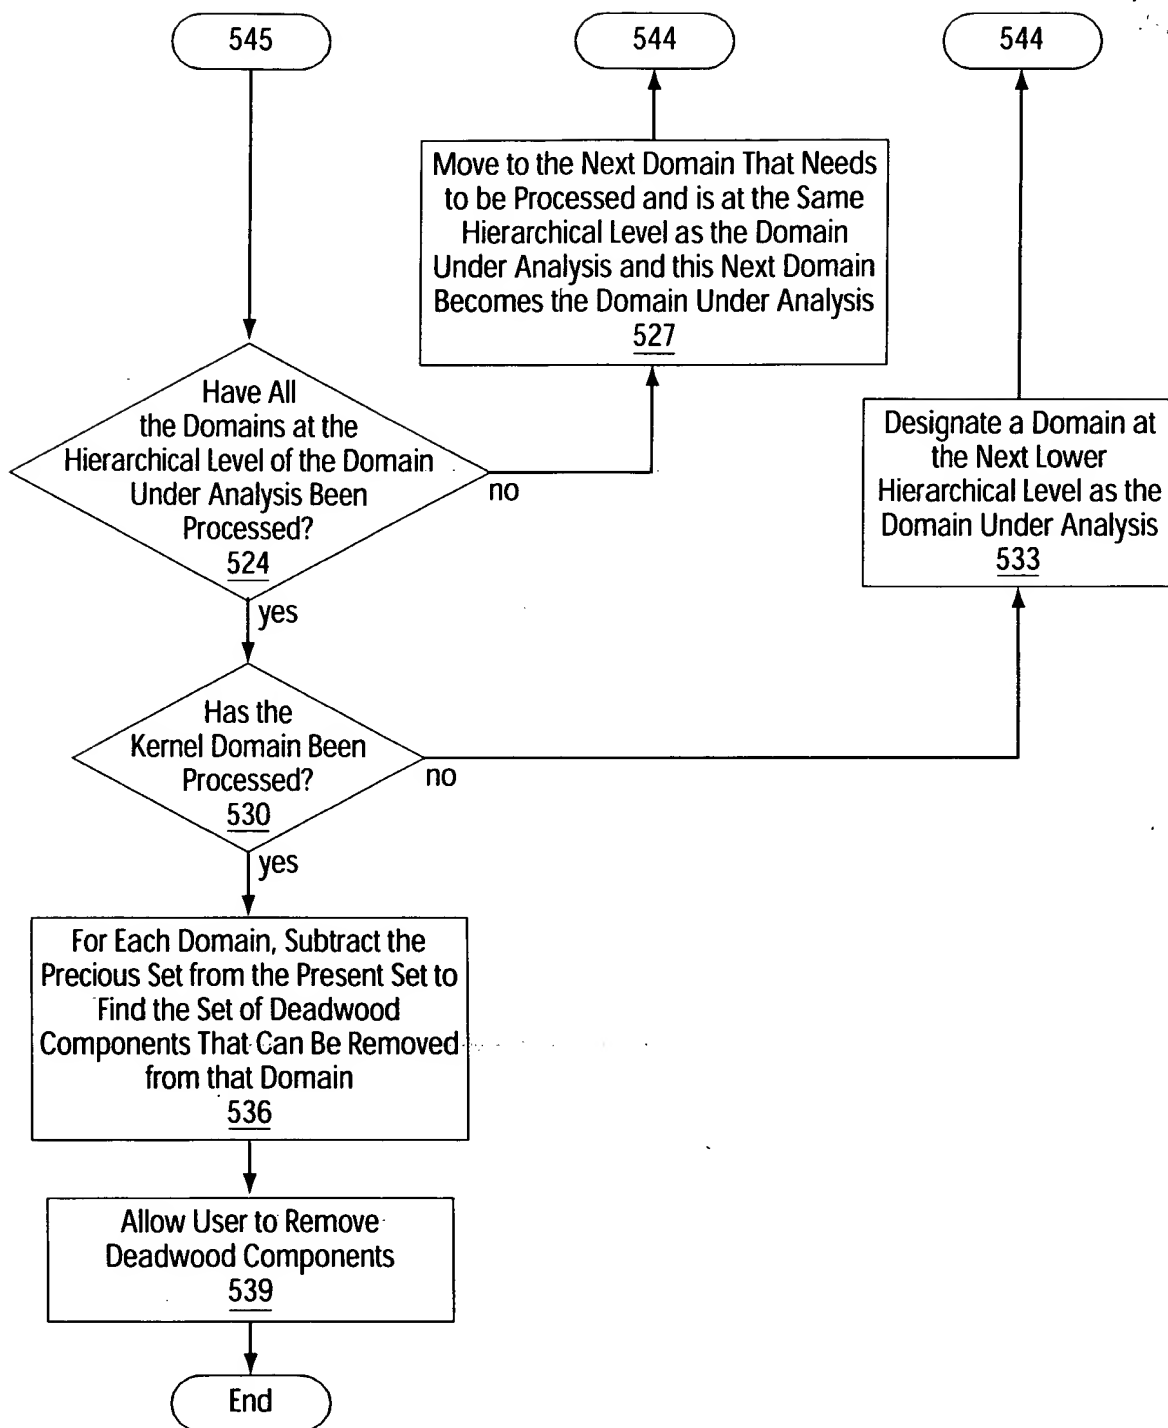 545
544
544
Move to the Next Domain That Needs
to be Processed and is at the Same
Hierarchical Level as the Domain
Under Analysis and this Next Domain
Becomes the Domain Under Analysis
527
Have All
the Domains at the
Hierarchical Level of the Domain
Under Analysis Been
Processed?
524
no
yes
Designate a Domain at
the Next Lower
Hierarchical Level as the
Domain Under Analysis
533
Has the
Kernel Domain Been
Processed?
530
no
yes
For Each Domain, Subtract the
Precious Set from the Present Set to
Find the Set of Deadwood
Components That Can Be Removed
from that Domain
536
Allow User to Remove
Deadwood Components
539
End